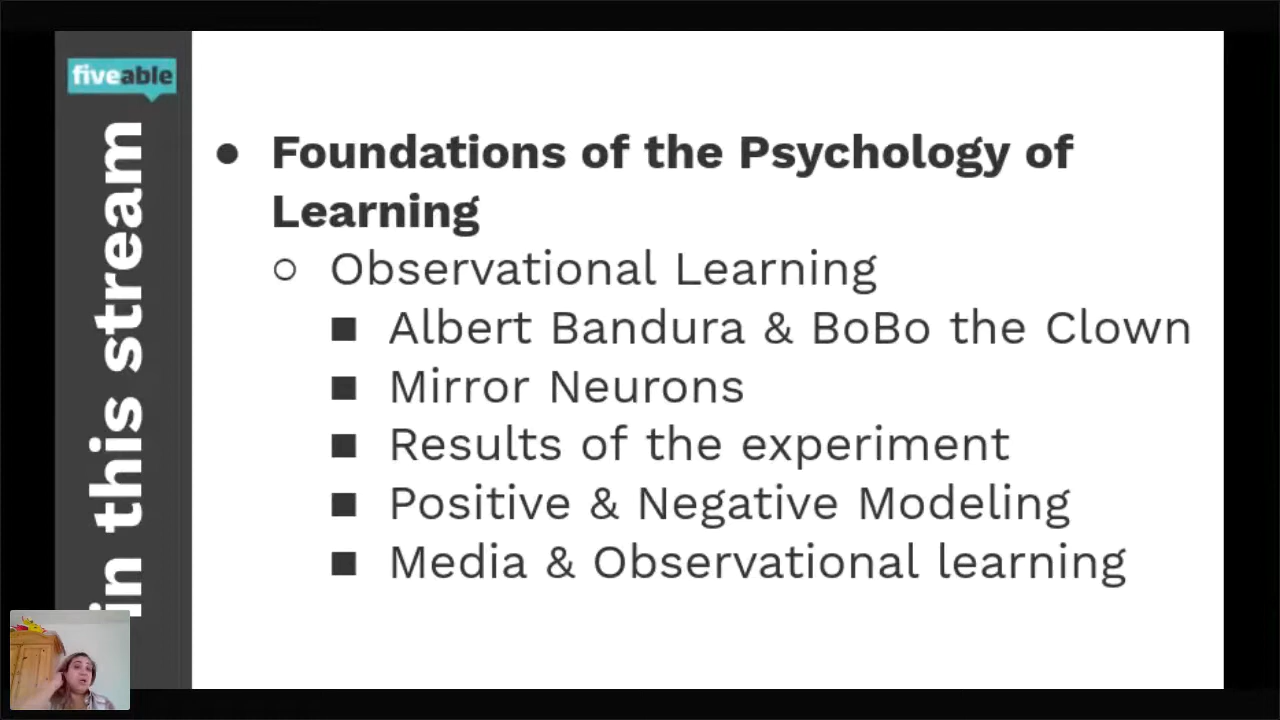 fiveable
in this stream
● Foundations of the Psychology of
Learning
○ Observational Learning
■ Albert Bandura & BoBo the Clown
■ Mirror Neurons
■ Results of the experiment
■ Positive & Negative Modeling
■ Media & Observational learning